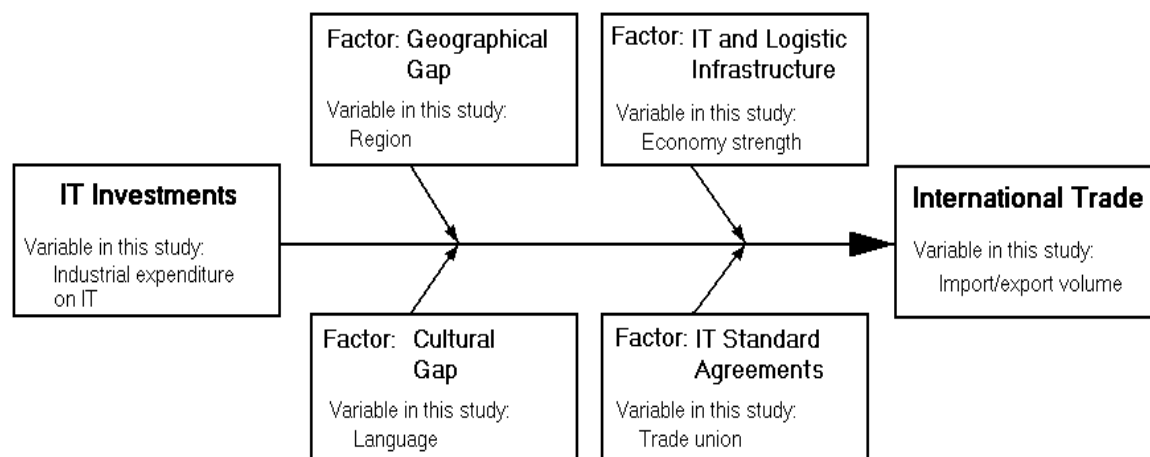 Factor: Geographical
Gap
Variable in this study:
Region
Factor: IT and Logistic
Infrastructure
Variable in this study:
Economy strength
IT Investments
Variable in this study:
Industrial expenditure
on IT
International Trade
Variable in this study:
Import/export volume
Factor: Cultural
Gap
Variable in this study:
Language
Factor: IT Standard
Agreements
Variable in this study:
Trade union